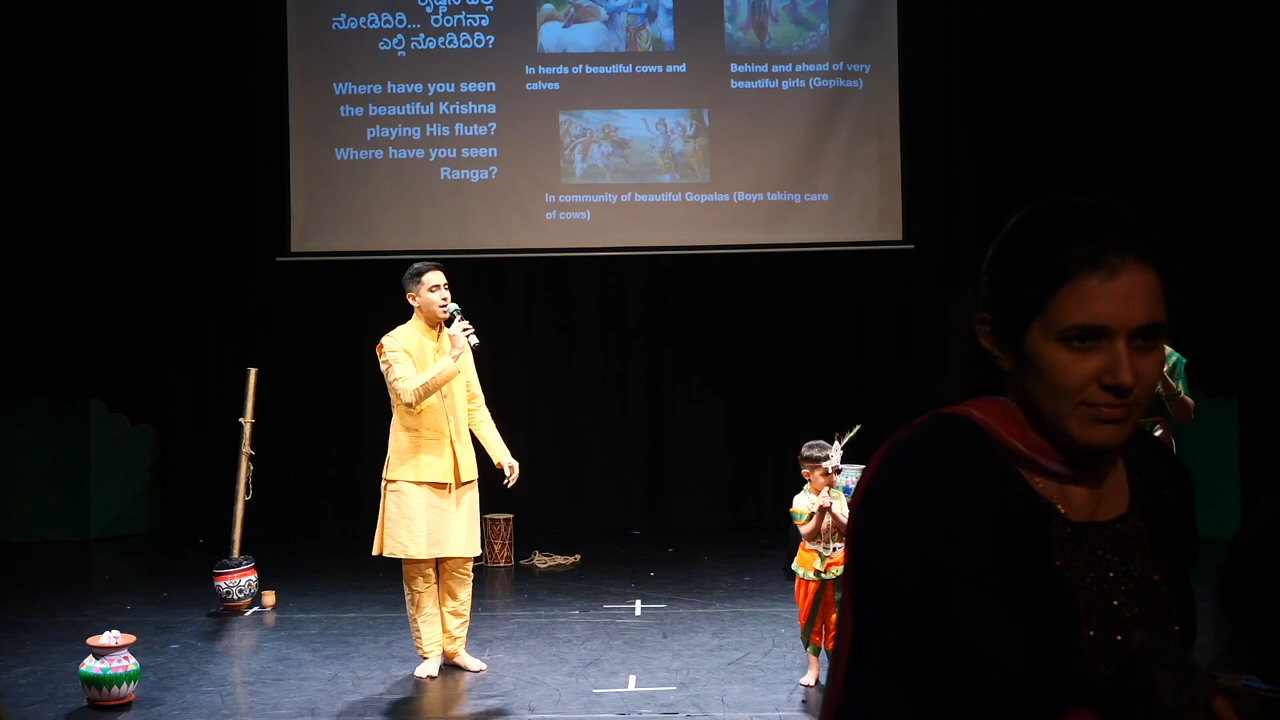 ನೋಡಿದಿರಿ... ರಂಗನಾ
ಎಲ್ಲಿ ನೋಡಿದಿರಿ?
Where have you seen
the beautiful Krishna
playing His flute?
Where have you seen
Ranga?
In herds of beautiful cows and
calves
Behind and ahead of very
beautiful girls (Gopikas)
In community of beautiful Gopalas (Boys taking care
of cows)